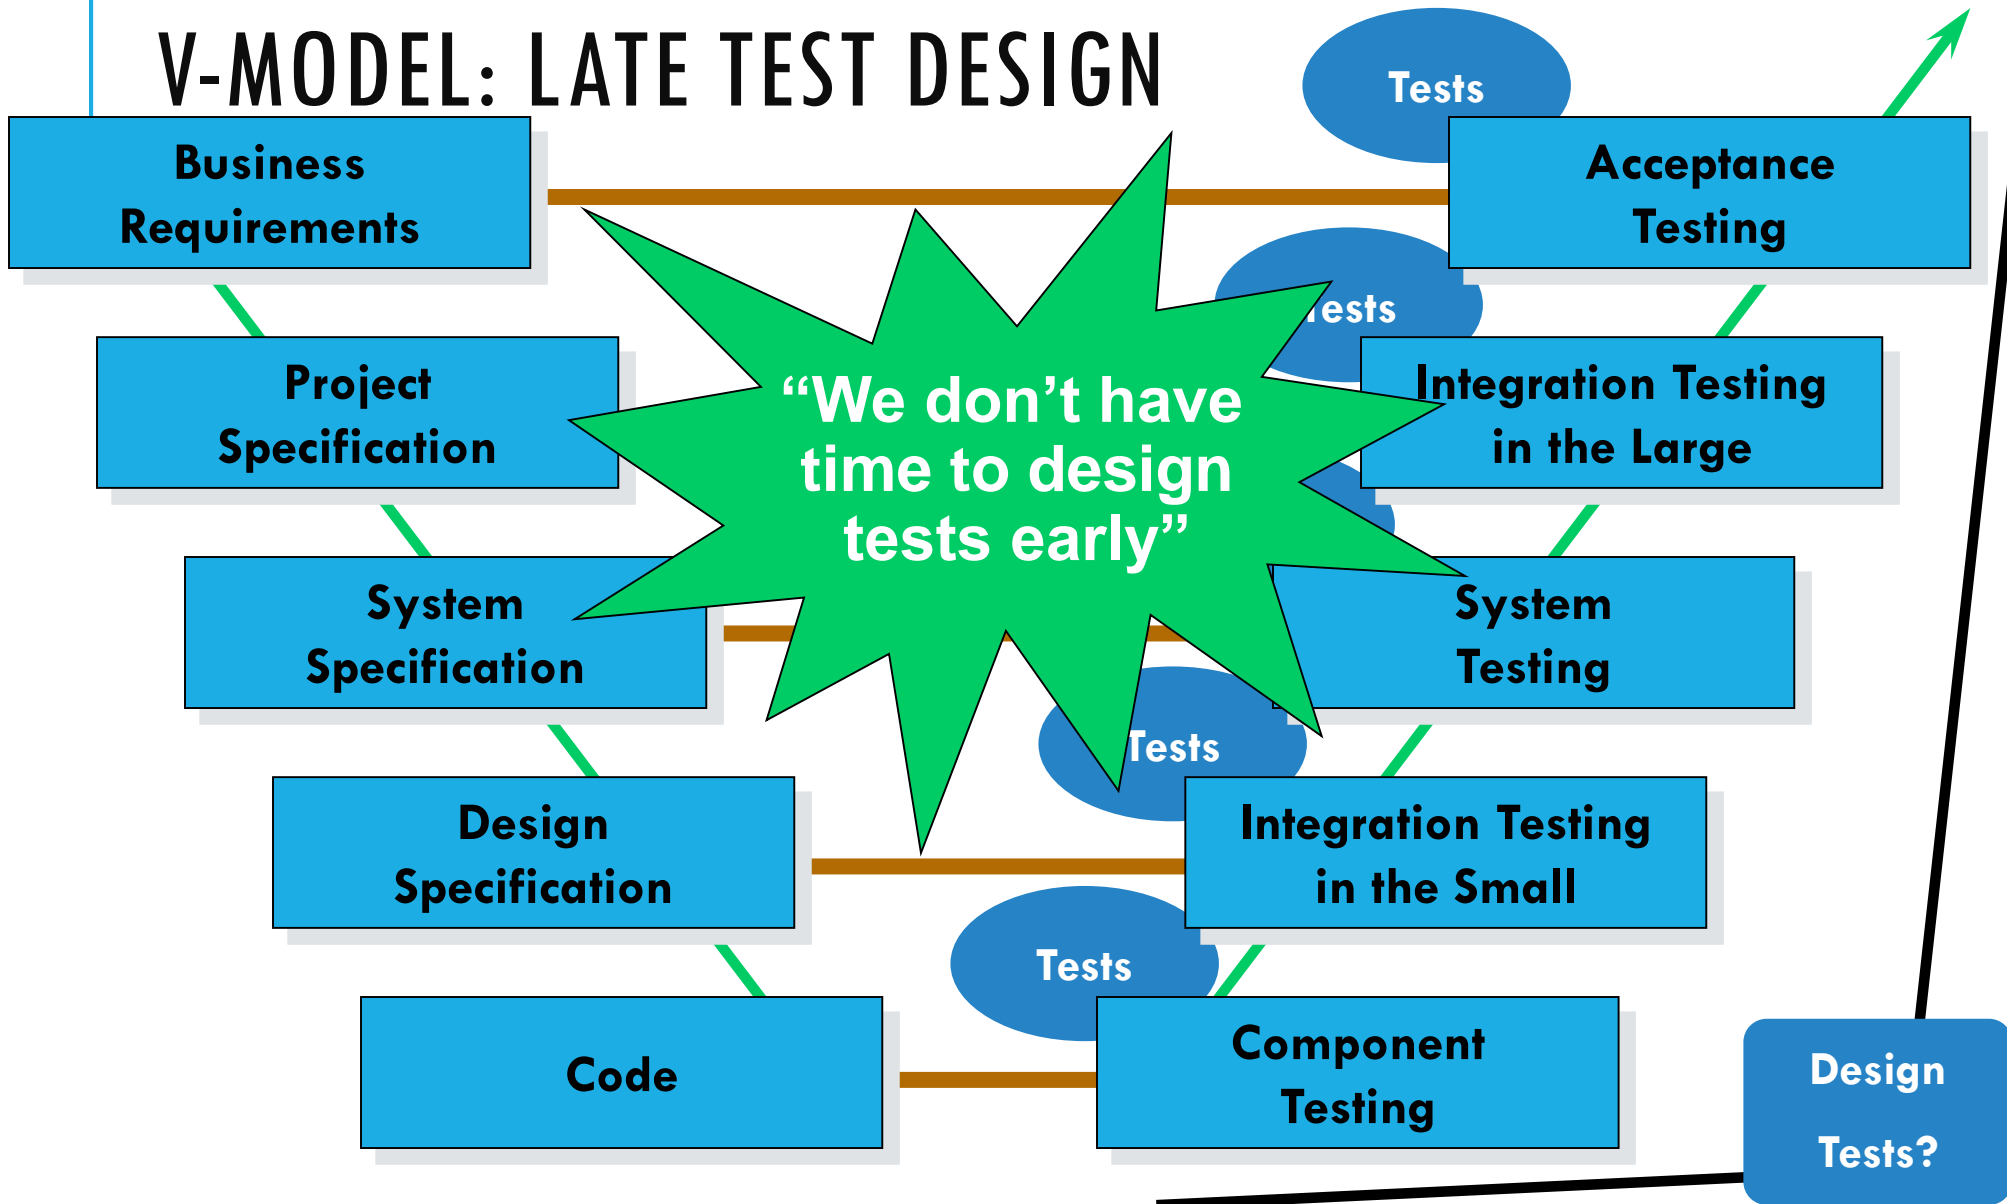 V-MODEL: LATE TEST DESIGN
Tests
Business
Requirements
Acceptance
Testing
Tests
Project
Specification
Integration Testing
in the Large
“We don’t have
time to design
tests early”
System
Specification
System
Testing
Tests
Design
Specification
Integration Testing
in the Small
Tests
Code
Component
Testing
Design
Tests?